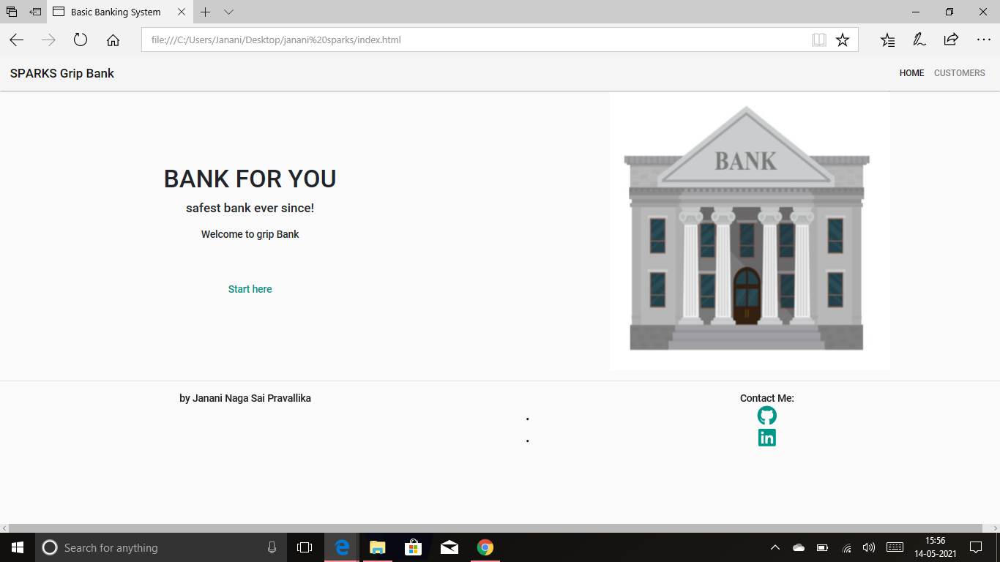 Basic Banking System
file:///C:/Users/Janani/Desktop/janani%20sparks/index.html
SPARKS Grip Bank
HOME CUSTOMERS
BANK
BANK FOR YOU
safest bank ever since!
Welcome to grip Bank
Start here
by Janani Naga Sai Pravallika
Contact Me:
in
Search for anything
15:56
14-05-2021